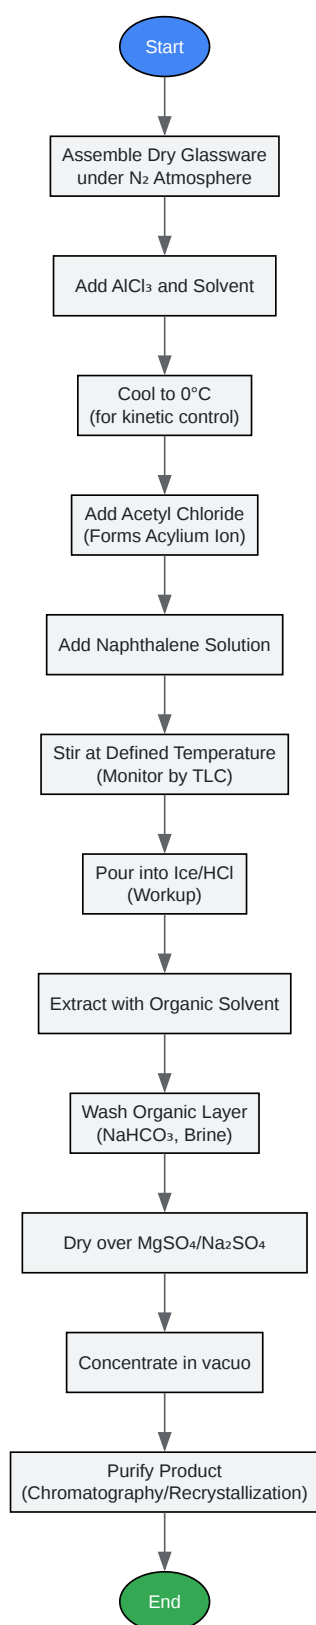 Start
Assemble Dry Glassware
under N₂ Atmosphere
Add AlCl₃ and Solvent
Cool to 0°C
(for kinetic control)
Add Acetyl Chloride
(Forms Acylium Ion)
Add Naphthalene Solution
Stir at Defined Temperature
(Monitor by TLC)
Pour into Ice/HCl
(Workup)
Extract with Organic Solvent
Wash Organic Layer
(NaHCO₃, Brine)
Dry over MgSO₄/Na₂SO₄
Concentrate in vacuo
Purify Product
(Chromatography/Recrystallization)
End